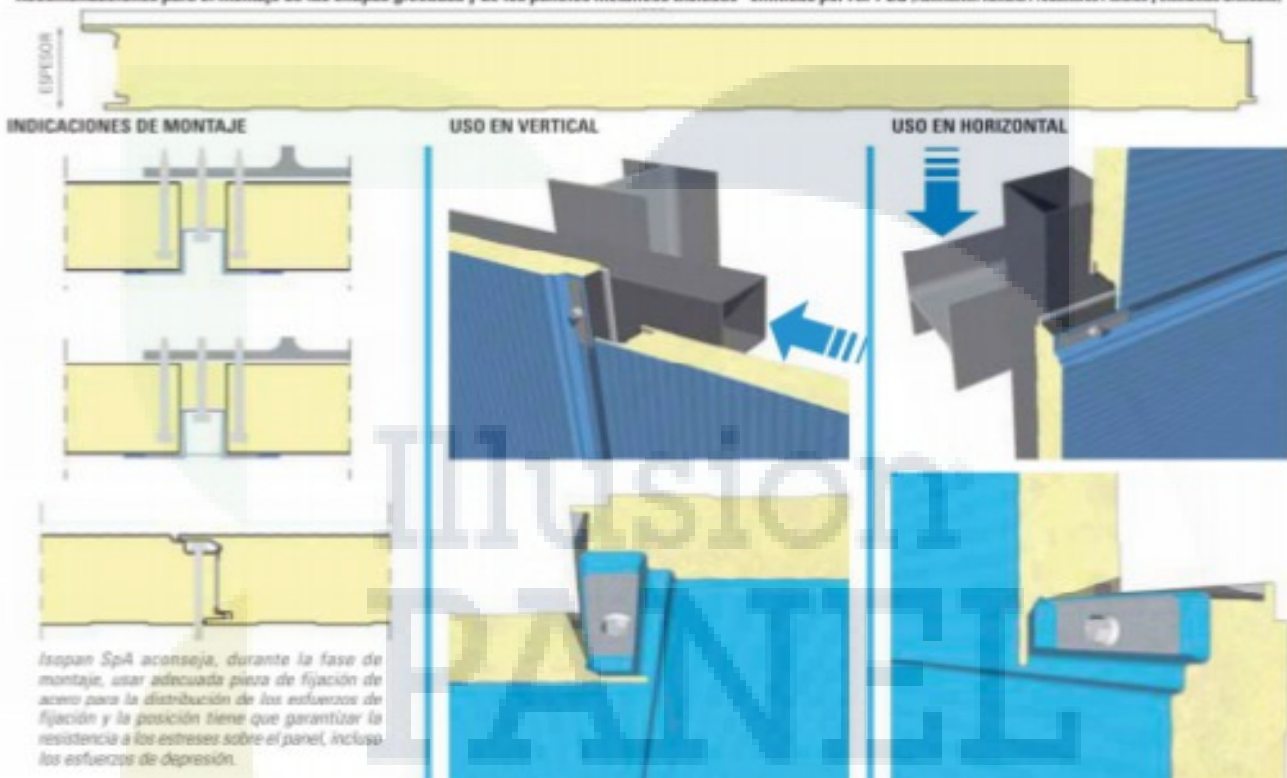 ESPESOR
INDICACIONES DE MONTAJE
USO EN VERTICAL
USO EN HORIZONTAL
Isopan SpA aconseja, durante la fase de
montaje, usar adecuada pieza de fijación de
acero para la distribución de los esfuerzos de
fijación y la posición tiene que garantizar la
resistencia a los estreses sobre el panel, incluso
los esfuerzos de depresión.
Illusión
PANEL